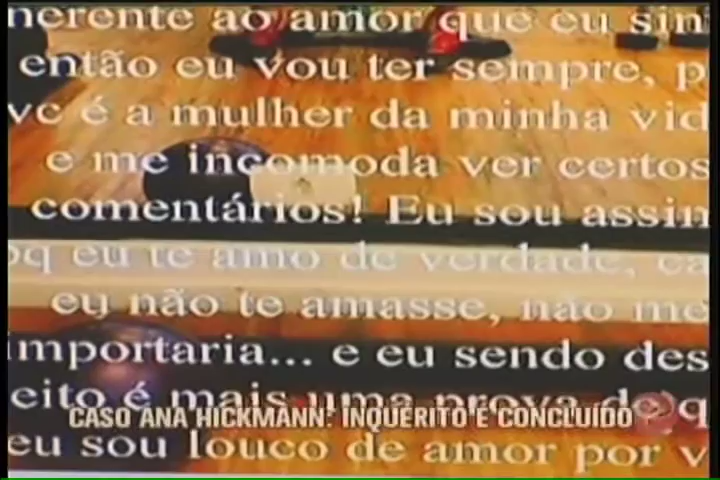 nerente ao amor que eu sin
então eu vou ter sempre, p
vc é a mulher da minha vid
e me incomoda ver certos
comentários! Eu sou assin
pq eu te amo de verdade, ca
eu não te amasse, não me
importaria... e eu sendo des
eito é mais uma prova do q
CASO ANA HICKMANN: INQUÉRITO É CONCLUÍDO
eu sou louco de amor por v